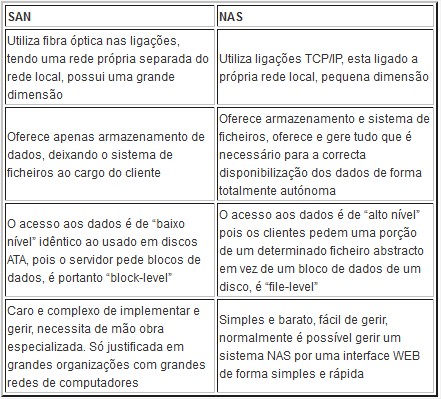 SAN
NAS
Utiliza fibra óptica nas ligações,
tendo uma rede própria separada do
rede local, possui uma grande
dimensão
Utiliza ligações TCP/IP, esta ligado a
própria rede local, pequena dimensão
Oferece apenas armazenamento de
dados, deixando o sistema de
ficheiros ao cargo do cliente
Oferece armazenamento e sistema de
ficheiros, oferece e gere tudo que é
necessário para a correcta
disponibilização dos dados de forma
totalmente autónoma
O acesso aos dados é de “baixo
nível” idêntico ao usado em discos
ATA, pois o servidor pede blocos de
dados, é portanto “block-level”
O acesso aos dados é de “alto nível”
pois os clientes pedem uma porção
de um determinado ficheiro abstracto
em vez de um bloco de dados de um
disco, é “file-level”
Caro e complexo de implementar e
gerir, necessita de mão obra
especializada. Só justificada em
grandes organizações com grandes
redes de computadores
Simples e barato, fácil de gerir,
normalmente é possível gerir um
sistema NAS por uma interface WEB
de forma simples e rápida